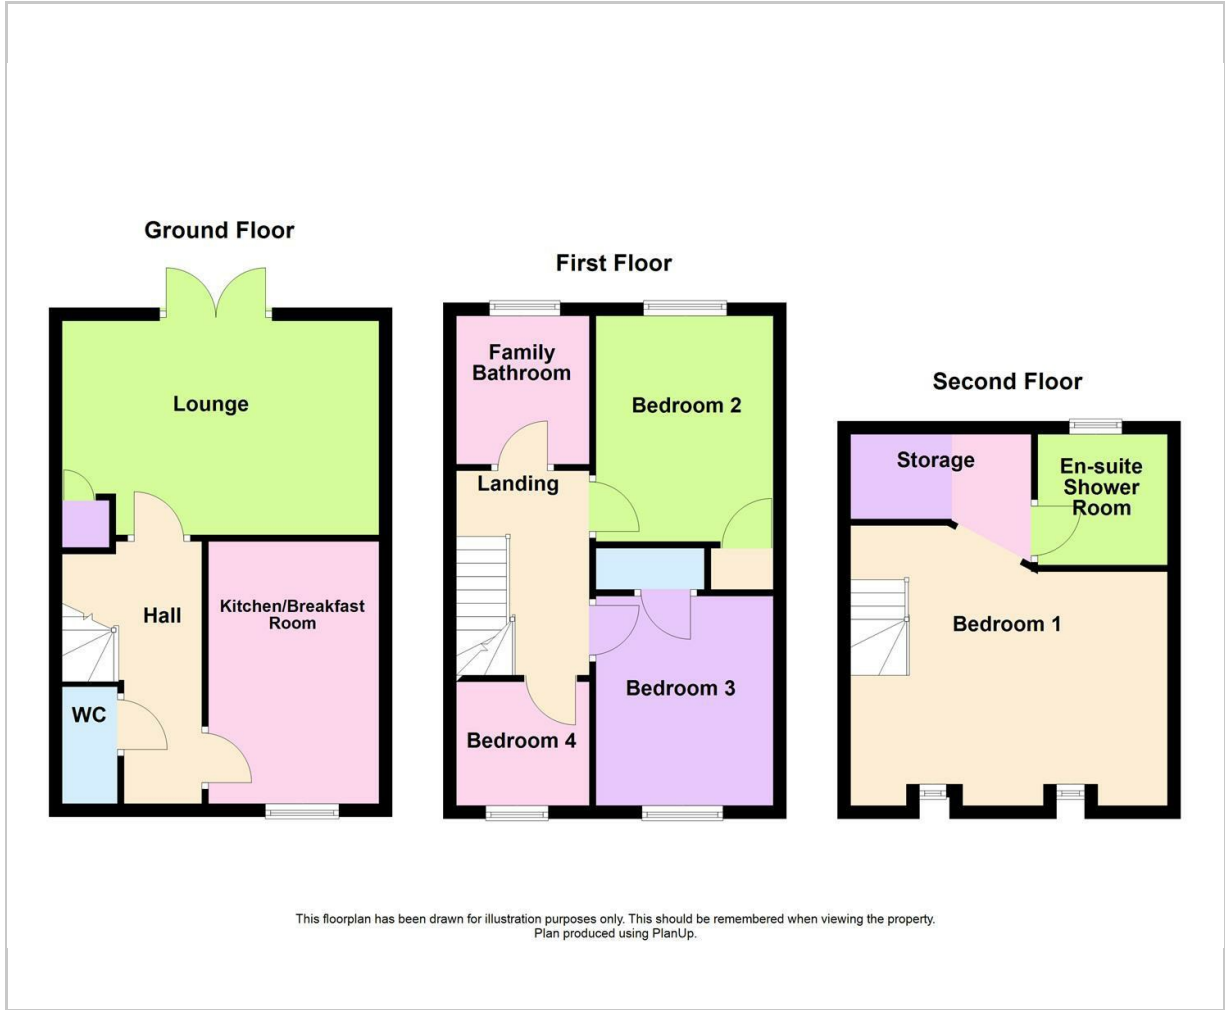 Ground Floor
Lounge
Hall
Kitchen/Breakfast
Room
WC
First Floor
Family
Bathroom
Bedroom 2
Landing
Bedroom 3
Bedroom 4
Second Floor
Storage
En-suite
Shower
Room
Bedroom 1
This floorplan has been drawn for illustration purposes only. This should be remembered when viewing the property.
Plan produced using PlanUp.